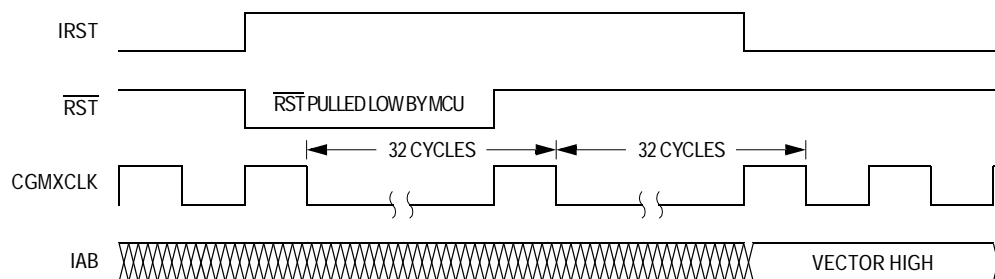 IRST
RST
RST PULLED LOW BY MCU
32 CYCLES
32 CYCLES
CGMXCLK
IAB
VECTOR HIGH